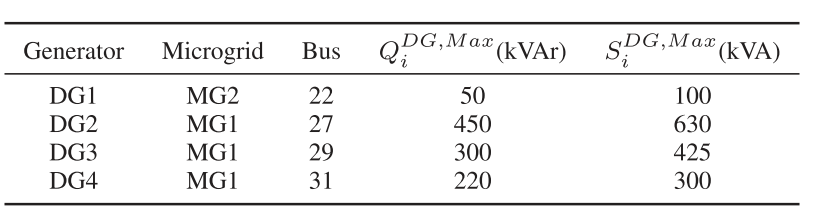 Generator Microgrid Bus Q_i^{DG,Max}(kVAr) S_i^{DG,Max}(kVA)
DG1 MG2 22 50 100
DG2 MG1 27 450 630
DG3 MG1 29 300 425
DG4 MG1 31 220 300